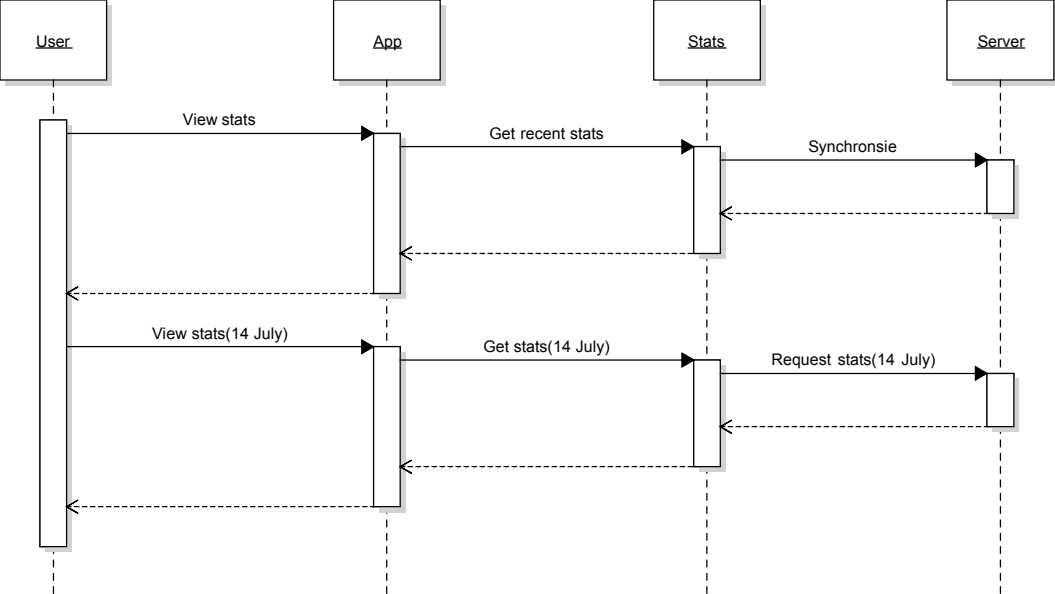 User
App
Stats
Server
View stats
Get recent stats
Synchronsie
View stats(14 July)
Get stats(14 July)
Request stats(14 July)